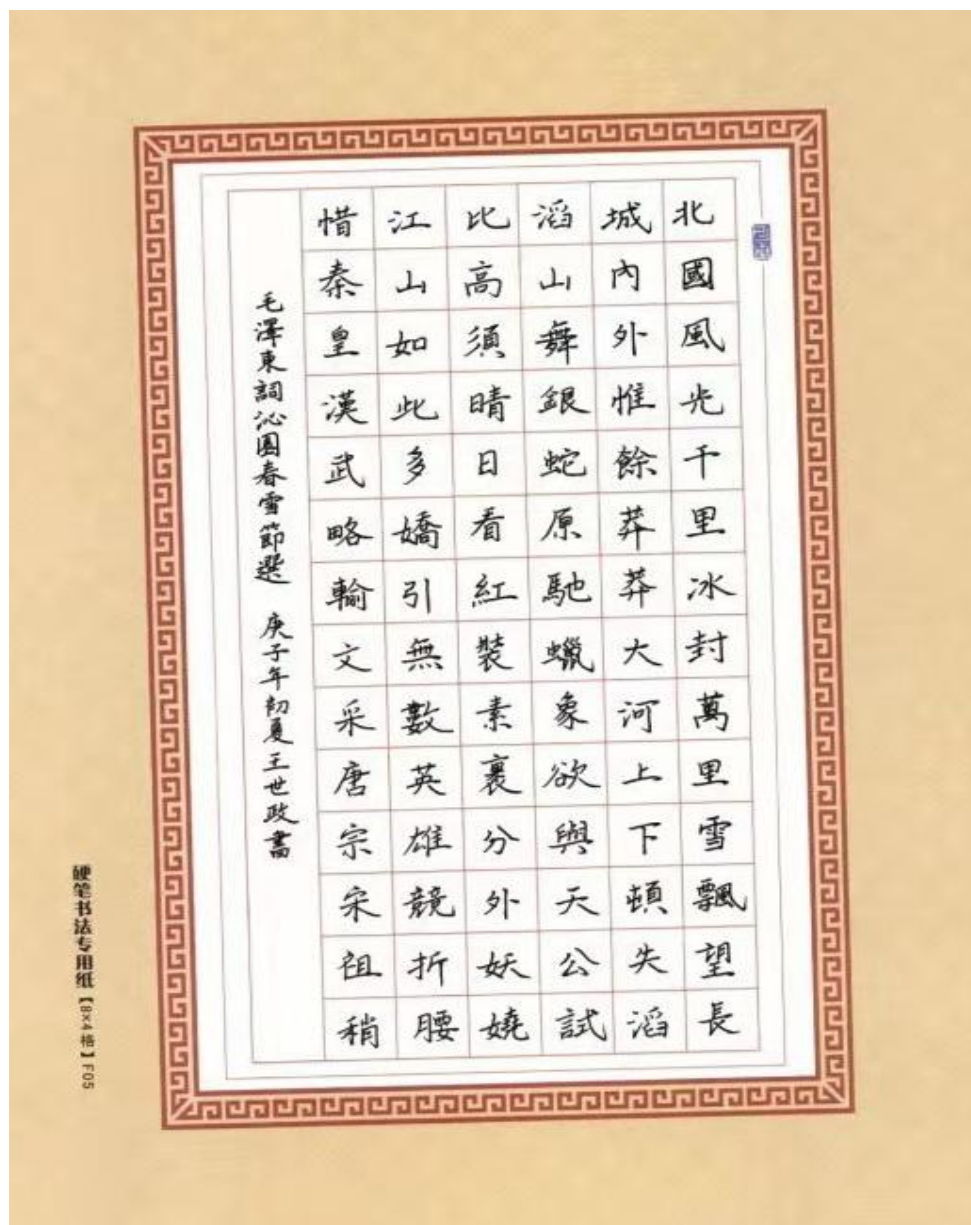 北國風光千里冰封萬里雪飄望長
城內外惟餘莽莽大河上下頓失滔
滔山舞銀蛇原馳蠟象欲與天公試
比高須晴日看紅裝素裹分外妖嬈
江山如此多嬌引無數英雄競折腰
惜秦皇漢武略輸文采唐宗宋祖稍
毛澤東詞沁園春雪節選 庚子年初夏王世政書
硬笔书法专用纸【8×4格】F05